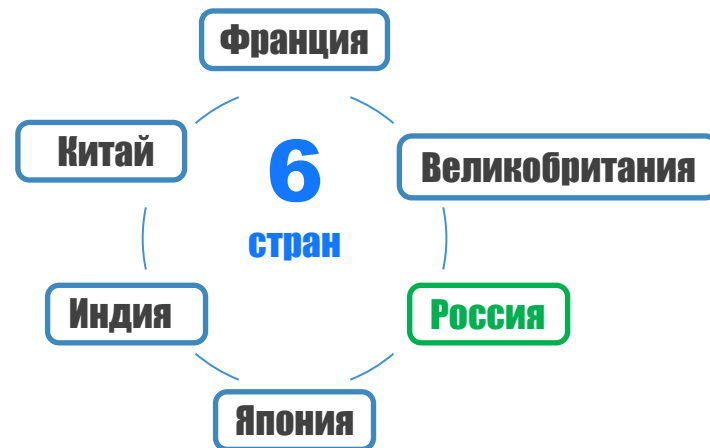 Франция
Китай
6
стран
Великобритания
Индия
Россия
Япония